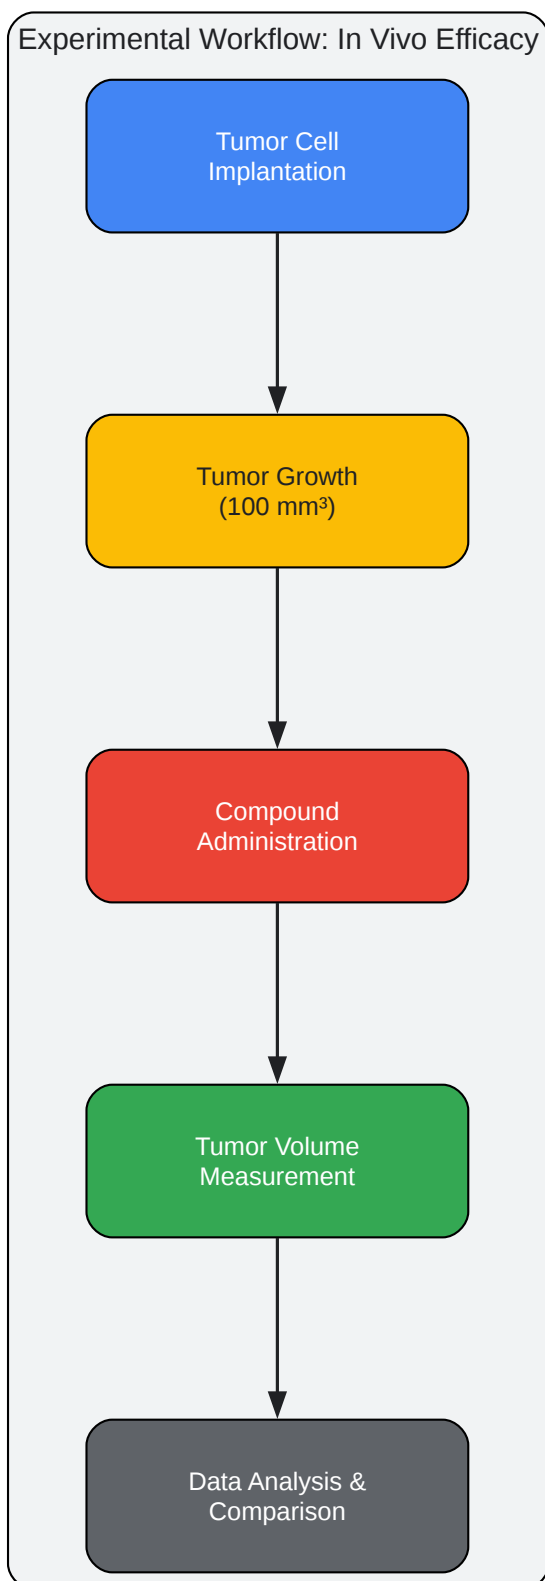 Experimental Workflow: In Vivo Efficacy
Tumor Cell
Implantation
Tumor Growth
(100 mm³)
Compound
Administration
Tumor Volume
Measurement
Data Analysis &
Comparison